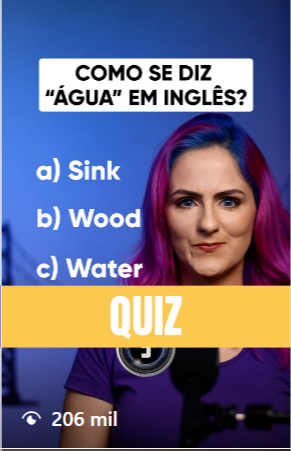 COMO SE DIZ
“ÁGUA” EM INGLÊS?
a) Sink
b) Wood
c) Water
QUIZ
206 mil